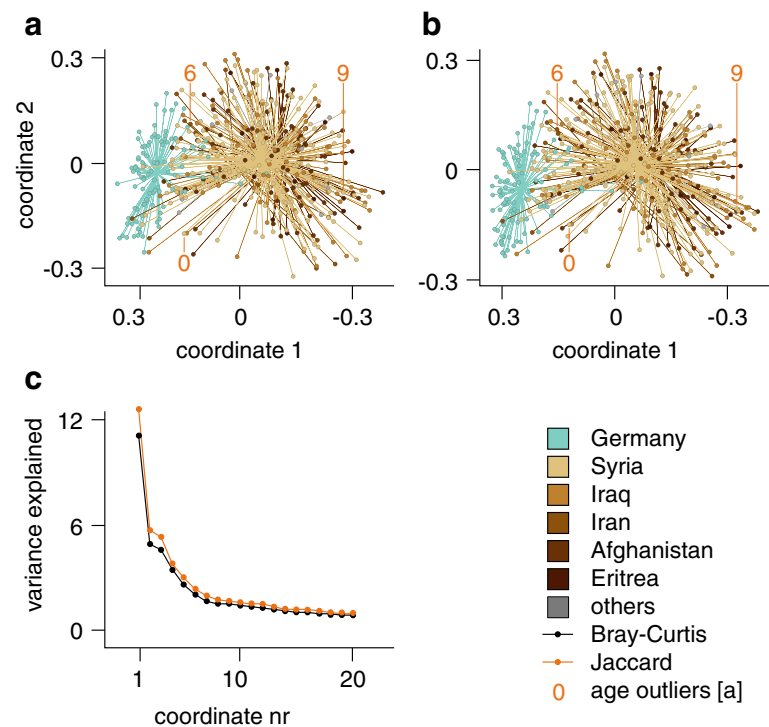 a
0.3
0
-0.3
coordinate 2
6
9
0
0.3
0
-0.3
coordinate 1
b
0.3
0
-0.3
6
9
0
0.3
0
-0.3
coordinate 1
c
12
6
0
variance explained
1
10
20
coordinate nr
Germany
Syria
Iraq
Iran
Afghanistan
Eritrea
others
Bray-Curtis
Jaccard
0 age outliers [a]